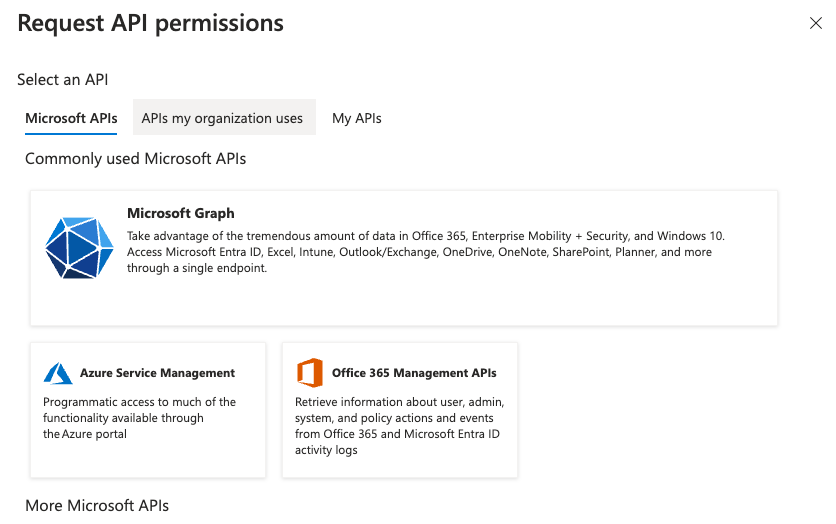 Request API permissions
Select an API
Microsoft APIs APIs my organization uses My APIs
Commonly used Microsoft APIs
Microsoft Graph
Take advantage of the tremendous amount of data in Office 365, Enterprise Mobility + Security, and Windows 10.
Access Microsoft Entra ID, Excel, Intune, Outlook/Exchange, OneDrive, OneNote, SharePoint, Planner, and more
through a single endpoint.
Azure Service Management
Programmatic access to much of the
functionality available through
the Azure portal
Office 365 Management APIs
Retrieve information about user, admin,
system, and policy actions and events
from Office 365 and Microsoft Entra ID
activity logs
More Microsoft APIs